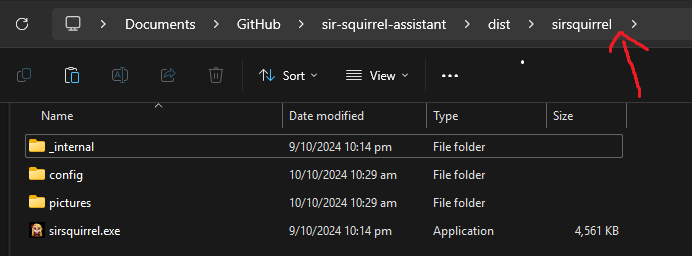 Documents > GitHub > sir-squirrel-assistant > dist > sirsquirrel >
Sort View ...
Name Date modified Type Size
_internal 9/10/2024 10:14 pm File folder
config 10/10/2024 10:29 am File folder
pictures 10/10/2024 10:29 am File folder
sirsquirrel.exe 9/10/2024 10:14 pm Application 4,561 KB